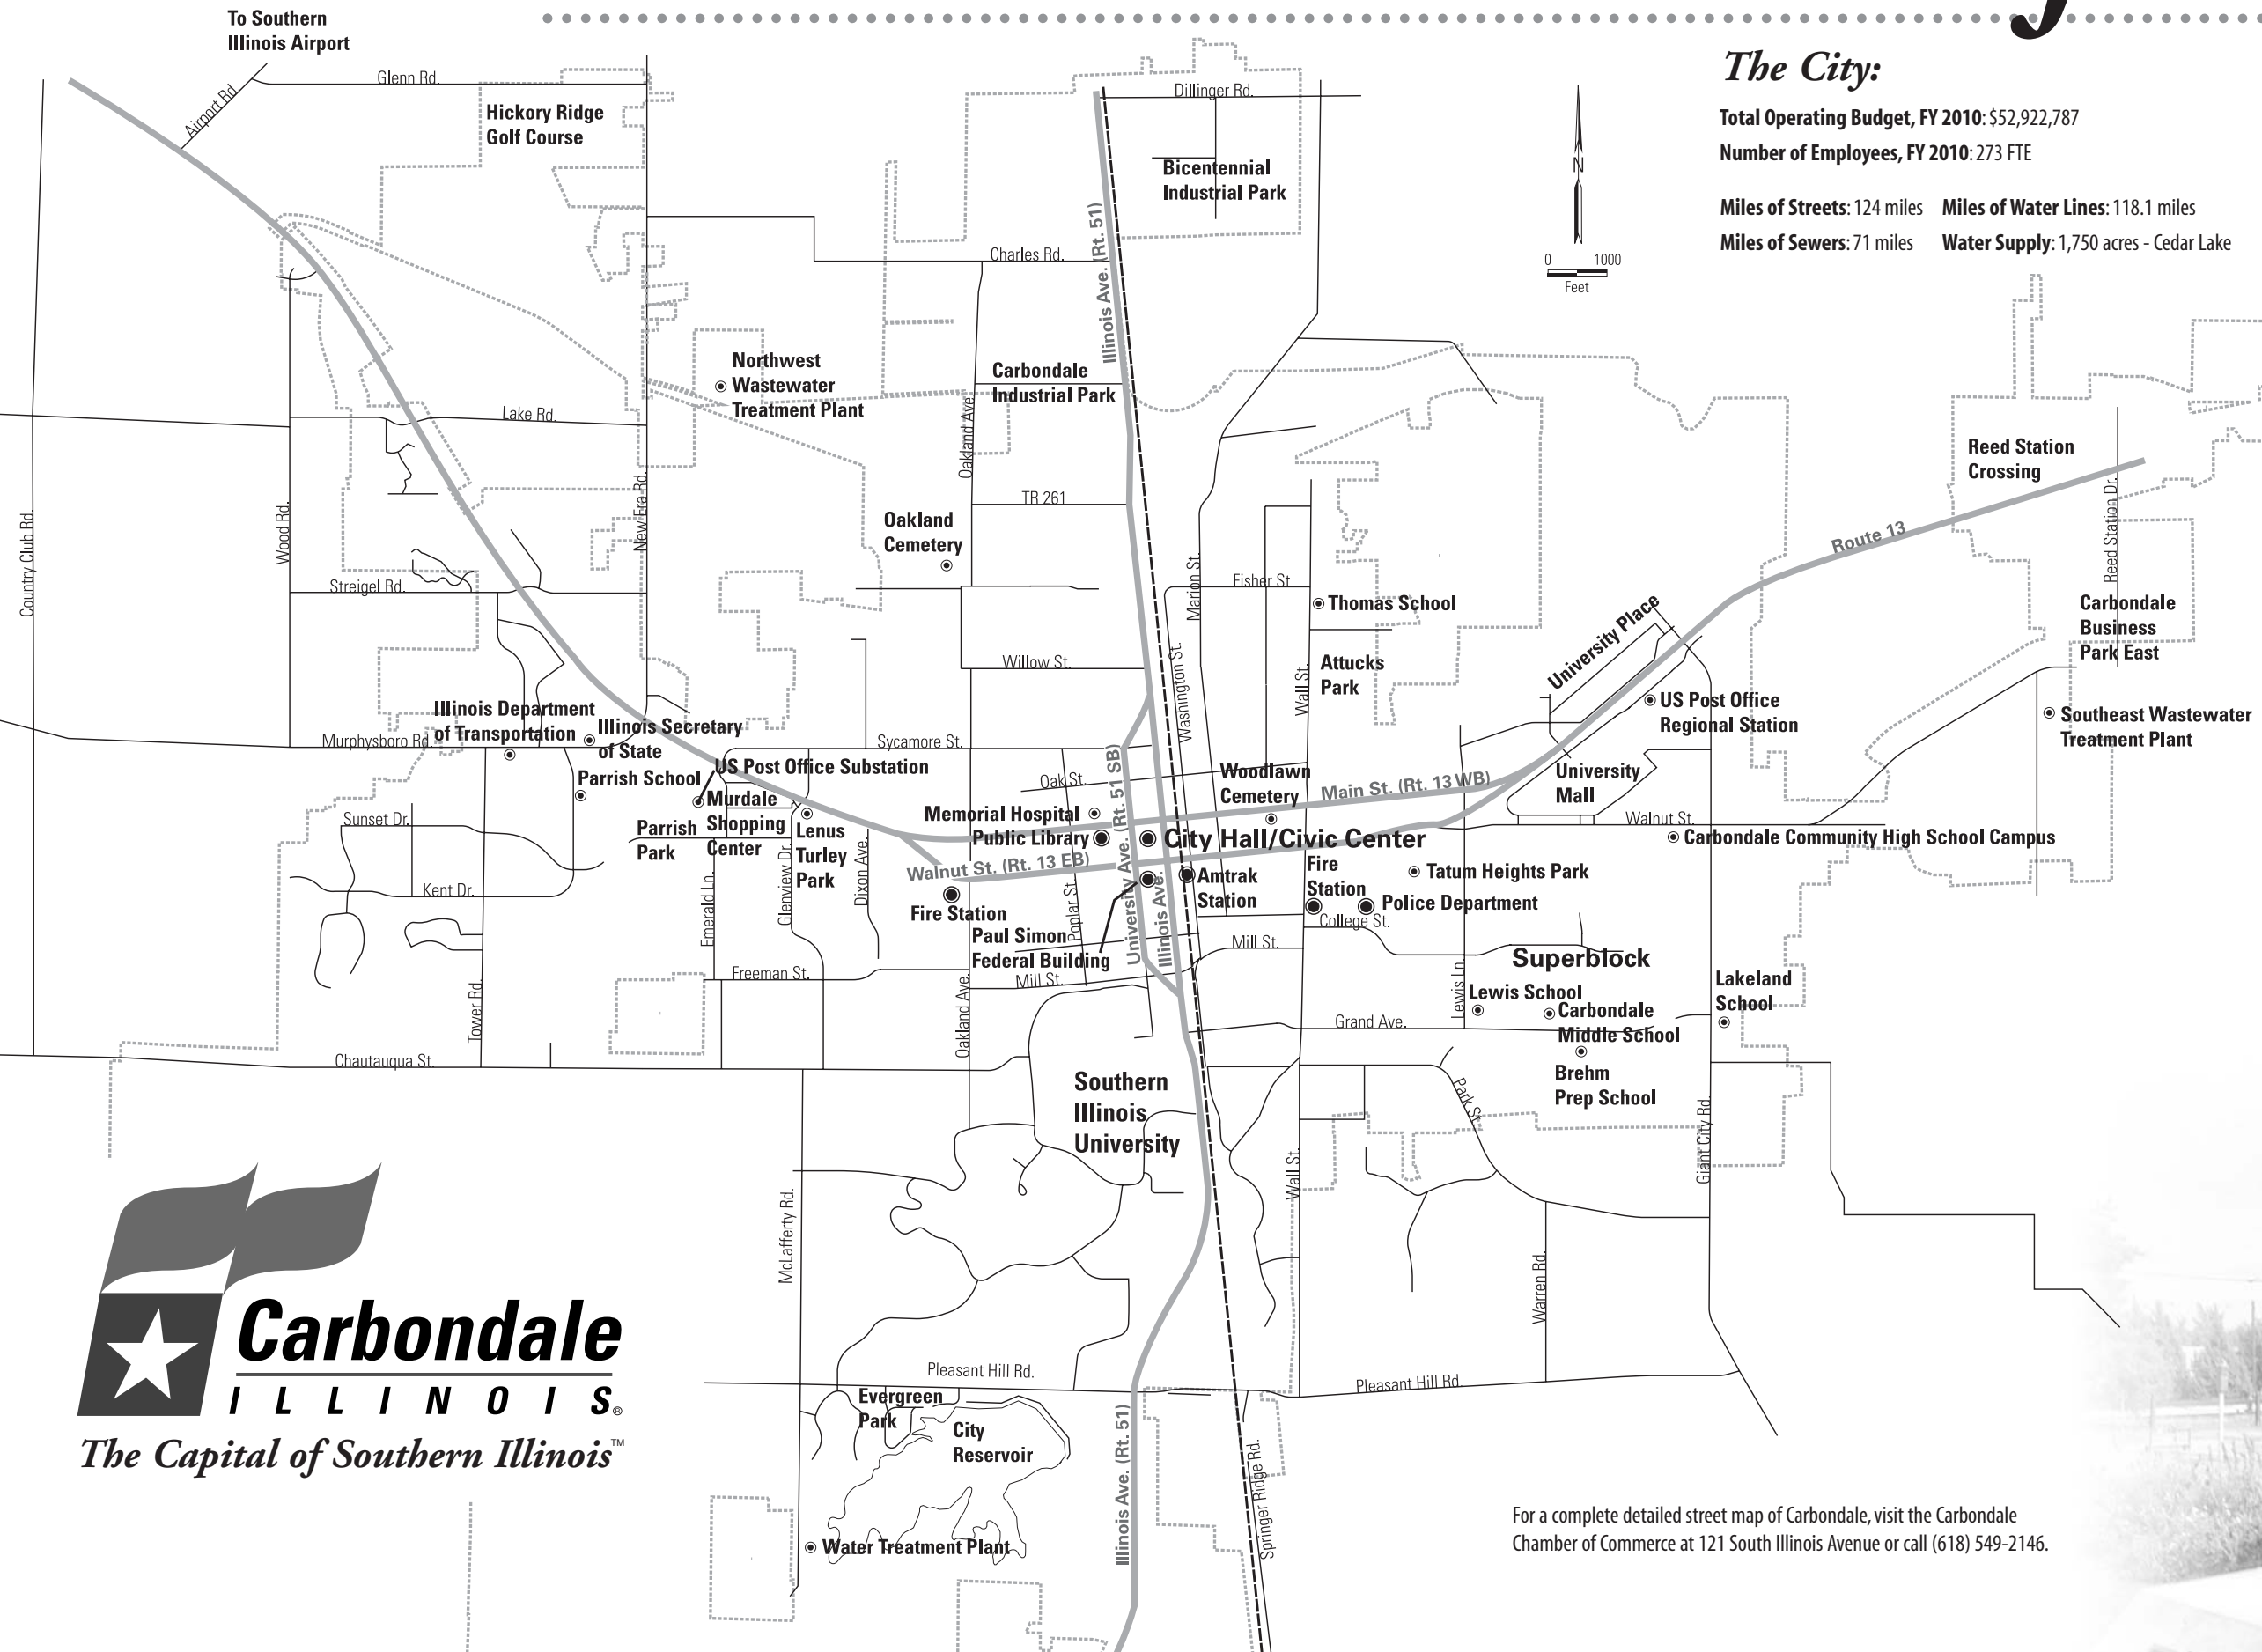 To Southern
Illinois Airport
The City:
Total Operating Budget, FY 2010: $52,922,787
Number of Employees, FY 2010: 273 FTE
Miles of Streets: 124 miles Miles of Water Lines: 118.1 miles
Miles of Sewers: 71 miles Water Supply: 1,750 acres - Cedar Lake
N
0 1000
Feet
Glenn Rd.
Airport Rd.
Hickory Ridge
Golf Course
Dillinger Rd.
Bicentennial
Industrial Park
Illinois Ave. (Rt. 51)
Charles Rd.
Northwest
Wastewater
Treatment Plant
Carbondale
Industrial Park
Oakland Ave.
Lake Rd.
Reed Station
Crossing
Country Club Rd.
Wood Rd.
New Era Rd.
TR 261
Oakland
Cemetery
Marion St.
Route 13
Reed Station Dr.
Streigel Rd.
Fisher St.
Thomas School
Carbondale
Business
Park East
University Place
Willow St.
Washington St.
Wall St.
Attucks
Park
US Post Office
Regional Station
Southeast Wastewater
Treatment Plant
Illinois Department
of Transportation
Illinois Secretary
of State
Murphysboro Rd.
Sycamore St.
US Post Office Substation
Parrish School
Oak St.
Woodlawn
Cemetery
Main St. (Rt. 13 WB)
University
Mall
Murdale
Shopping
Center
Memorial Hospital
Public Library
City Hall/Civic Center
Walnut St.
Carbondale Community High School Campus
Sunset Dr.
Parrish
Park
Lenus
Turley
Park
Walnut St. (Rt. 13 EB)
University Ave. (Rt. 51 SB)
Illinois Ave.
Amtrak
Station
Fire
Station
Tatum Heights Park
Police Department
Kent Dr.
Emerald Ln.
Glenview Dr.
Dixon Ave.
Fire Station
Poplar St.
College St.
Paul Simon
Federal Building
Mill St.
Superblock
Freeman St.
Mill St.
Tower Rd.
Oakland Ave.
Lewis Ln.
Lewis School
Carbondale
Middle School
Lakeland
School
Grand Ave.
Chautauqua St.
Brehm
Prep School
Southern
Illinois
University
Park St.
Giant City Rd.
Wall St.
McLafferty Rd.
Warren Rd.
Carbondale
ILLINOIS®
The Capital of Southern Illinois™
Pleasant Hill Rd.
Pleasant Hill Rd.
Evergreen
Park
City
Reservoir
Illinois Ave. (Rt. 51)
Springer Ridge Rd.
Water Treatment Plant
For a complete detailed street map of Carbondale, visit the Carbondale
Chamber of Commerce at 121 South Illinois Avenue or call (618) 549-2146.